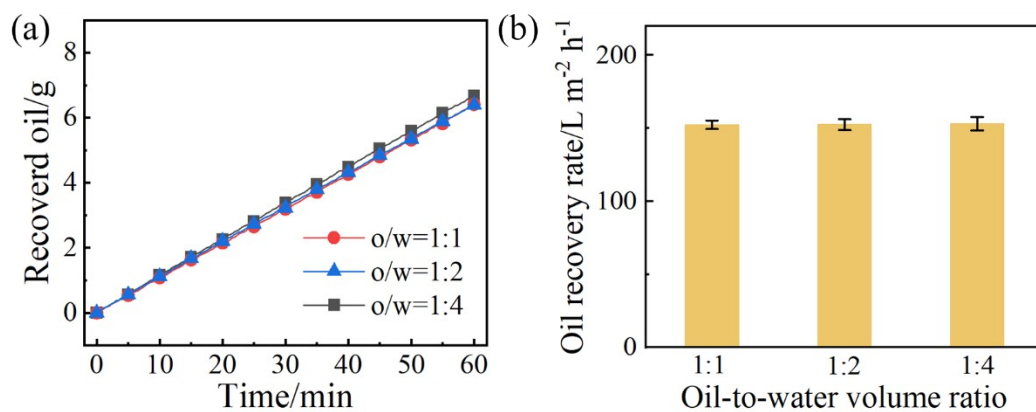 (a)
Recoverd oil/g
8
6
4
2
0
o/w=1:1
o/w=1:2
o/w=1:4
0 10 20 30 40 50 60
Time/min
(b)
Oil recovery rate/L m⁻² h⁻¹
200
100
0
1:1 1:2 1:4
Oil-to-water volume ratio